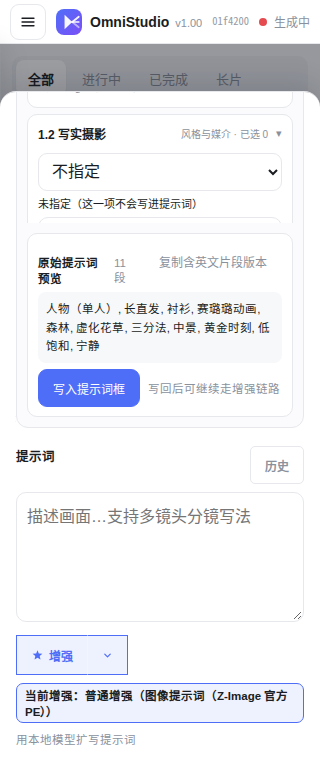 OmniStudio v1.00 01f4200 生成中
全部 进行中 已完成 长片
1.2 写实摄影 风格与媒介 · 已选 0 ▾
不指定
未指定（这一项不会写进提示词）
原始提示词预览 11段 复制含英文片段版本
人物（单人）, 长直发, 衬衫, 赛璐璐动画,
森林, 虚化花草, 三分法, 中景, 黄金时刻, 低
饱和, 宁静
写入提示词框 写回后可继续走增强链路
提示词 历史
描述画面…支持多镜头分镜写法
增强
当前增强：普通增强（图像提示词（Z-Image 官方
PE））
用本地模型扩写提示词